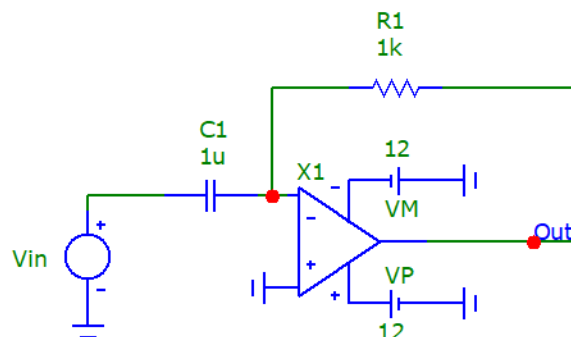 R1
1k
C1
1u
X1
12
-
VM
-
+
Vin
Out
+
VP
-
+
12